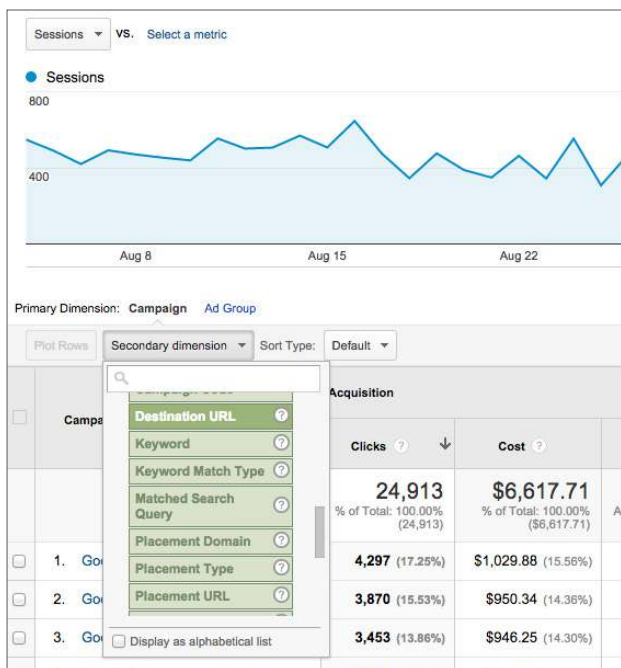 Sessions VS. Select a metric
Sessions
800
400
Aug 8 Aug 15 Aug 22
Primary Dimension: Campaign Ad Group
Plot Rows Secondary dimension Sort Type: Default
Acquisition
Destination URL ?
Campa
Keyword ?
Clicks ? Cost ?
Keyword Match Type ?
Matched Search
Query ?
24,913 $6,617.71
% of Total: 100.00% % of Total: 100.00%
(24,913) ($6,617.71)
Placement Domain ?
1. Goo 4,297 (17.25%) $1,029.88 (15.56%)
Placement Type ?
Placement URL ?
2. Goo 3,870 (15.53%) $950.34 (14.36%)
3. Goo 3,453 (13.86%) $946.25 (14.30%)
Display as alphabetical list